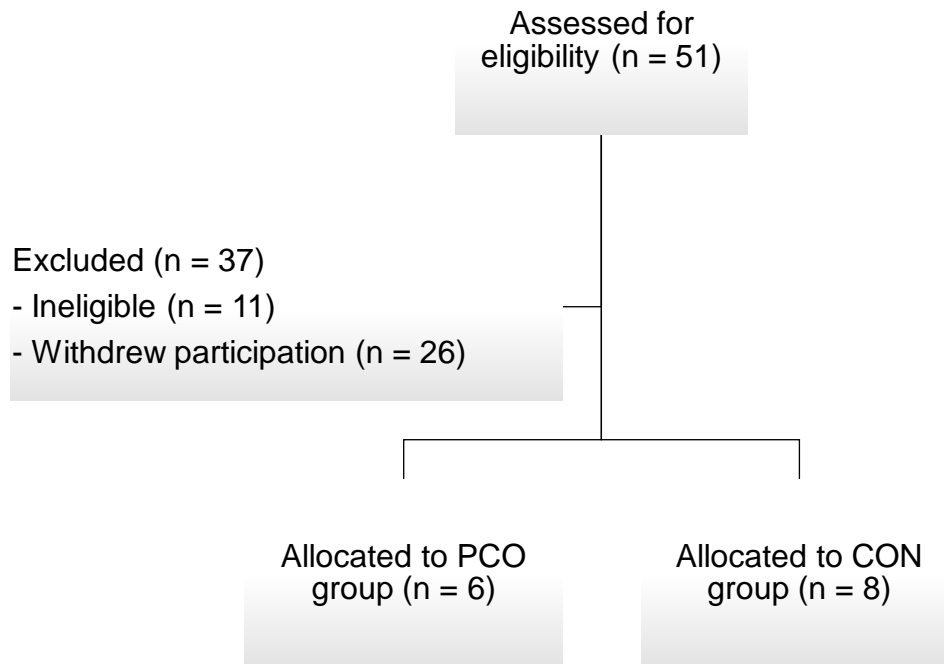 Assessed for
eligibility (n = 51)
Excluded (n = 37)
- Ineligible (n = 11)
- Withdrew participation (n = 26)
Allocated to PCO
group (n = 6)
Allocated to CON
group (n = 8)